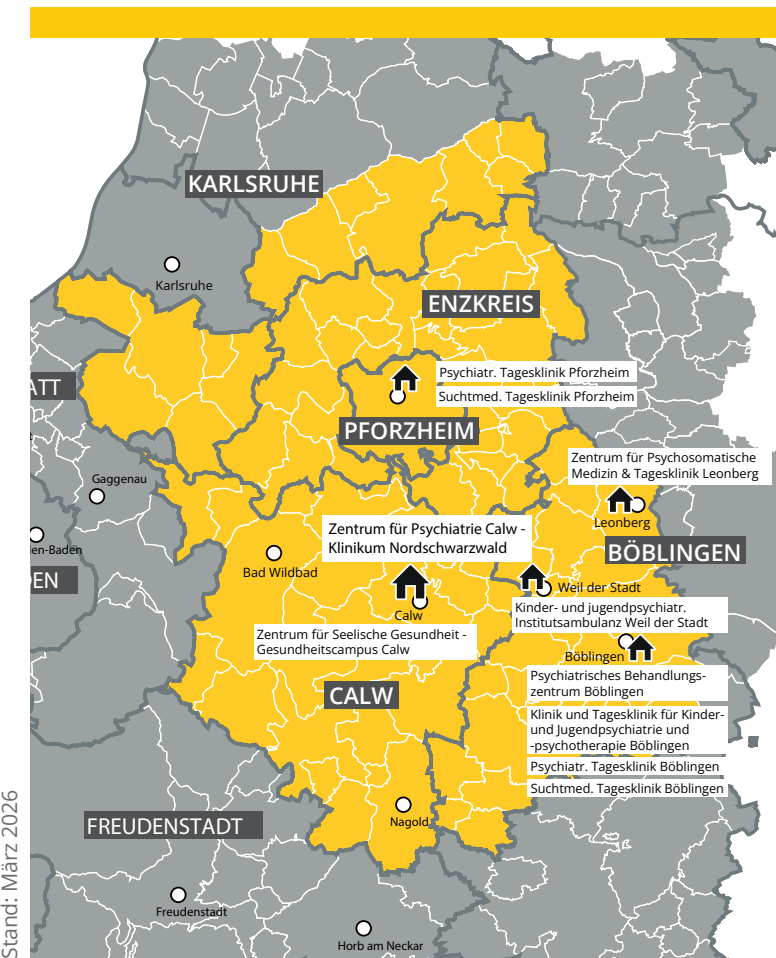 KARLSRUHE
Karlsruhe
ENZKREIS
ATT
Psychiatr. Tagesklinik Pforzheim
Suchtmed. Tagesklinik Pforzheim
PFORZHEIM
Zentrum für Psychosomatische
Medizin & Tagesklinik Leonberg
Gaggenau
Leonberg
Zentrum für Psychiatrie Calw -
Klinikum Nordschwarzwald
en-Baden
BÖBLINGEN
Bad Wildbad
DEN
Weil der Stadt
Calw
Kinder- und jugendpsychiatr.
Institutsambulanz Weil der Stadt
Zentrum für Seelische Gesundheit -
Gesundheitscampus Calw
Böblingen
Psychiatrisches Behandlungs-
zentrum Böblingen
CALW
Klinik und Tagesklinik für Kinder-
und Jugendpsychiatrie und
-psychotherapie Böblingen
Psychiatr. Tagesklinik Böblingen
Suchtmed. Tagesklinik Böblingen
Nagold
FREUDENSTADT
Freudenstadt
Horb am Neckar
Stand: März 2026